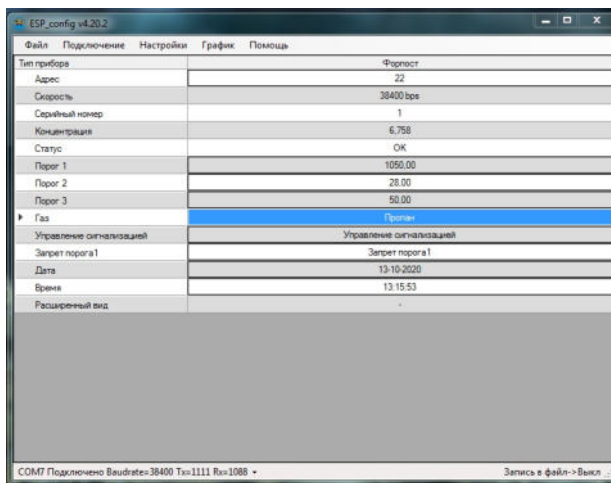 ESP_config v4.20.2
Файл Подключение Настройки График Помощь
Тип прибора Форпост
Адрес 22
Скорость 38400 bps
Серийный номер 1
Концентрация 6,758
Статус OK
Порог 1 1050,00
Порог 2 28,00
Порог 3 50,00
Газ Пропан
Управление сигнализацией Управление сигнализацией
Запрет порога1 Запрет порога1
Дата 13-10-2020
Время 13:15:53
Расширенный вид -
COM7 Подключено Baudrate=38400 Tx=1111 Rx=1088 Запись в файл->Выкл